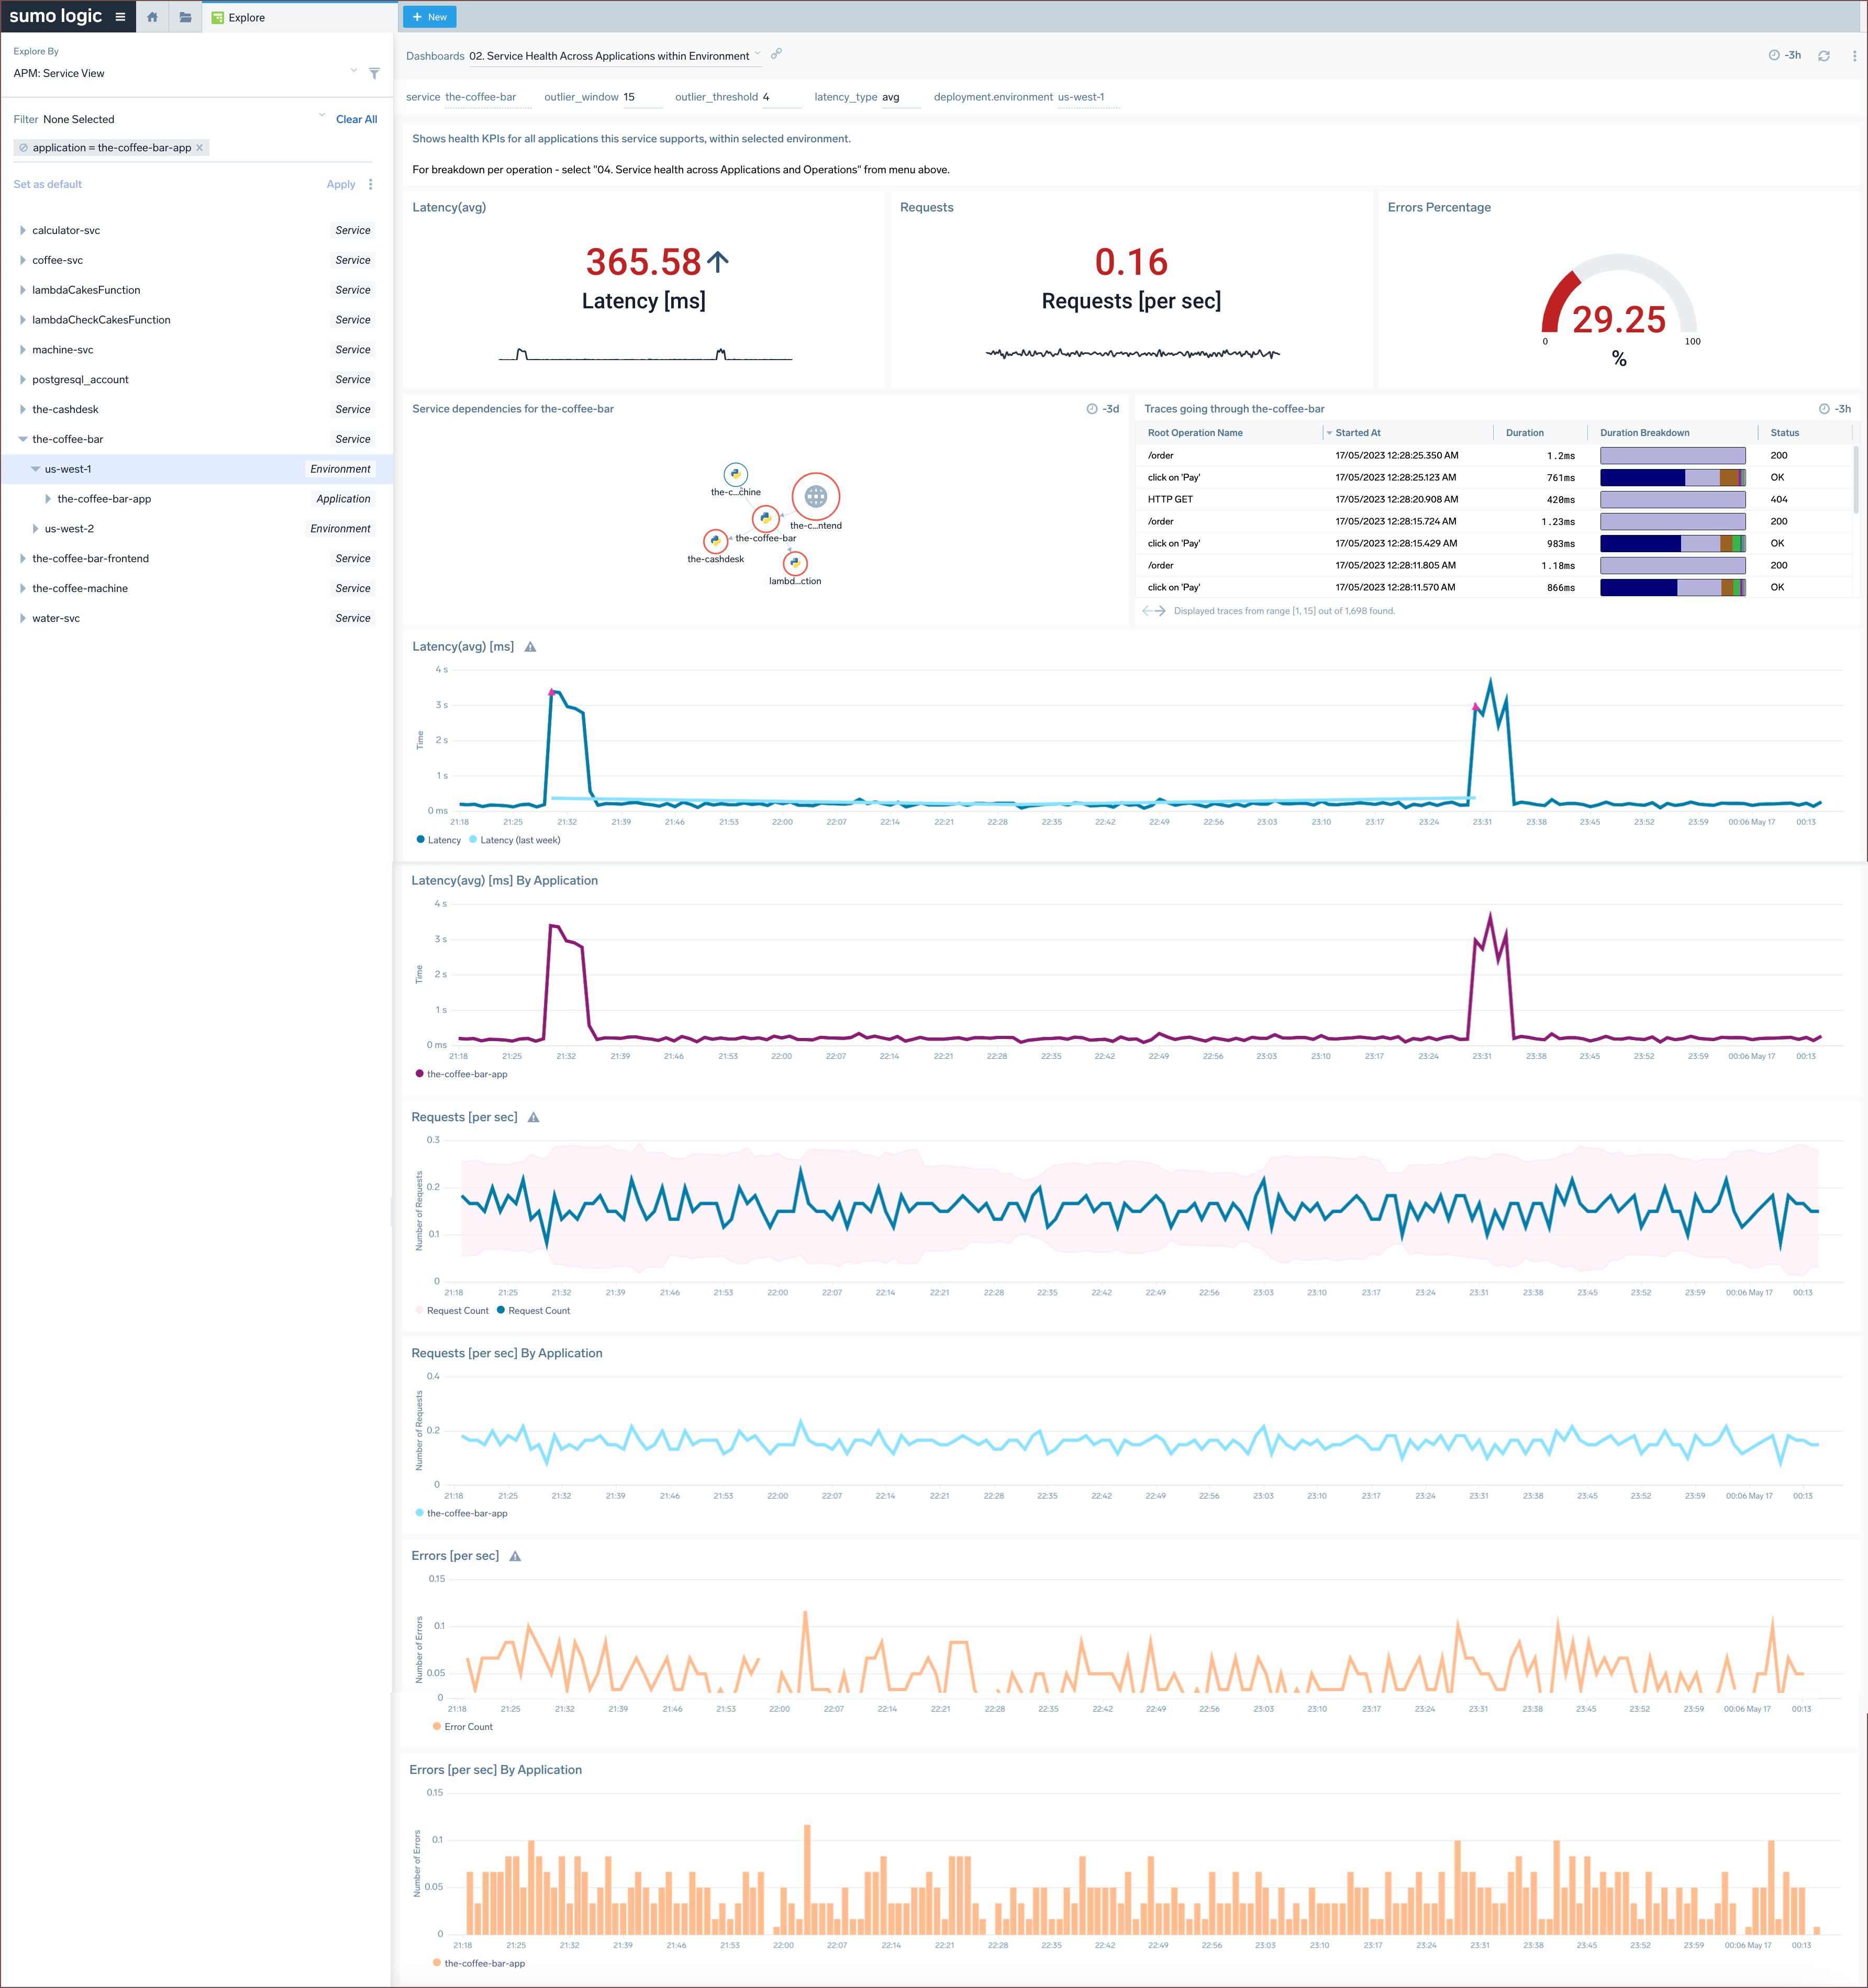 sumo logic
Explore
+ New
Explore By
APM: Service View
Filter None Selected
Clear All
application = the-coffee-bar-app
Set as default
Apply
calculator-svc Service
coffee-svc Service
lambdaCakesFunction Service
lambdaCheckCakesFunction Service
machine-svc Service
postgresql_account Service
the-cashdesk Service
the-coffee-bar Service
us-west-1 Environment
the-coffee-bar-app Application
us-west-2 Environment
the-coffee-bar-frontend Service
the-coffee-machine Service
water-svc Service
Dashboards 02. Service Health Across Applications within Environment
-3h
service the-coffee-bar outlier_window 15 outlier_threshold 4 latency_type avg deployment.environment us-west-1
Shows health KPIs for all applications this service supports, within selected environment.
For breakdown per operation - select "04. Service health across Applications and Operations" from menu above.
Latency(avg)
365.58
Latency [ms]
Requests
0.16
Requests [per sec]
Errors Percentage
29.25
0 100
%
Service dependencies for the-coffee-bar
-3d
the-c...chine
the-c...ntend
the-coffee-bar
the-cashdesk
lambd...ction
Traces going through the-coffee-bar
-3h
Root Operation Name Started At Duration Duration Breakdown Status
/order 17/05/2023 12:28:25.350 AM 1.2ms 200
click on 'Pay' 17/05/2023 12:28:25.123 AM 761ms OK
HTTP GET 17/05/2023 12:28:20.908 AM 420ms 404
/order 17/05/2023 12:28:15.724 AM 1.23ms 200
click on 'Pay' 17/05/2023 12:28:15.429 AM 983ms OK
/order 17/05/2023 12:28:11.805 AM 1.18ms 200
click on 'Pay' 17/05/2023 12:28:11.570 AM 866ms OK
Displayed traces from range [1, 15] out of 1,698 found.
Latency(avg) [ms]
4 s
3 s
2 s
1 s
0 ms
Time
21:18 21:25 21:32 21:39 21:46 21:53 22:00 22:07 22:14 22:21 22:28 22:35 22:42 22:49 22:56 23:03 23:10 23:17 23:24 23:31 23:38 23:45 23:52 23:59 00:06 May 17 00:13
Latency Latency (last week)
Latency(avg) [ms] By Application
4 s
3 s
2 s
1 s
0 ms
Time
21:18 21:25 21:32 21:39 21:46 21:53 22:00 22:07 22:14 22:21 22:28 22:35 22:42 22:49 22:56 23:03 23:10 23:17 23:24 23:31 23:38 23:45 23:52 23:59 00:06 May 17 00:13
the-coffee-bar-app
Requests [per sec]
0.3
0.2
0.1
0
Number of Requests
21:18 21:25 21:32 21:39 21:46 21:53 22:00 22:07 22:14 22:21 22:28 22:35 22:42 22:49 22:56 23:03 23:10 23:17 23:24 23:31 23:38 23:45 23:52 23:59 00:06 May 17 00:13
Request Count Request Count
Requests [per sec] By Application
0.4
0.2
0
Number of Requests
21:18 21:25 21:32 21:39 21:46 21:53 22:00 22:07 22:14 22:21 22:28 22:35 22:42 22:49 22:56 23:03 23:10 23:17 23:24 23:31 23:38 23:45 23:52 23:59 00:06 May 17 00:13
the-coffee-bar-app
Errors [per sec]
0.15
0.1
0.05
0
Number of Errors
21:18 21:25 21:32 21:39 21:46 21:53 22:00 22:07 22:14 22:21 22:28 22:35 22:42 22:49 22:56 23:03 23:10 23:17 23:24 23:31 23:38 23:45 23:52 23:59 00:06 May 17 00:13
Error Count
Errors [per sec] By Application
0.15
0.1
0.05
0
Number of Errors
21:18 21:25 21:32 21:39 21:46 21:53 22:00 22:07 22:14 22:21 22:28 22:35 22:42 22:49 22:56 23:03 23:10 23:17 23:24 23:31 23:38 23:45 23:52 23:59 00:06 May 17 00:13
the-coffee-bar-app